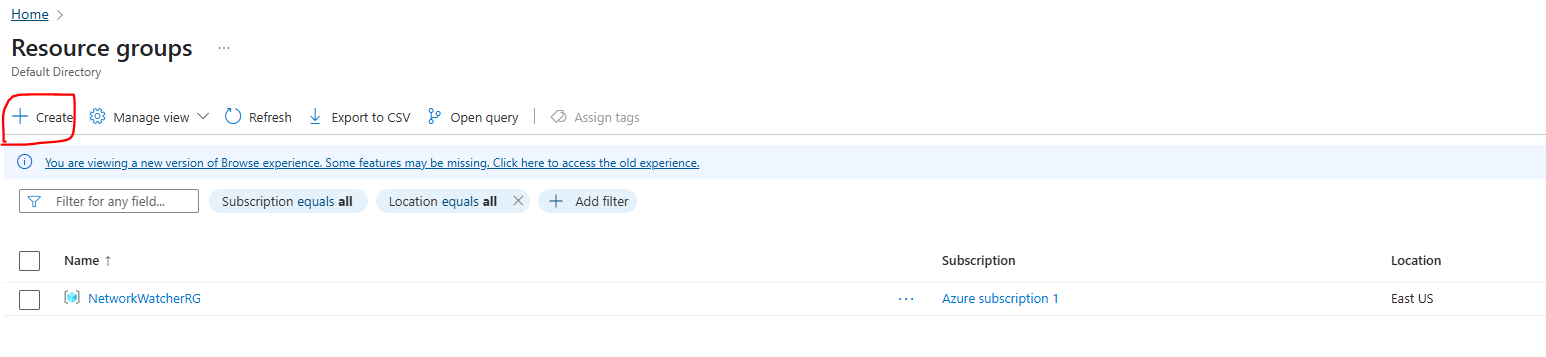 Home
Resource groups ...
Default Directory
Create Manage view Refresh Export to CSV Open query Assign tags
You are viewing a new version of Browse experience. Some features may be missing. Click here to access the old experience.
Filter for any field... Subscription equals all Location equals all Add filter
Name ↑ Subscription Location
NetworkWatcherRG ... Azure subscription 1 East US